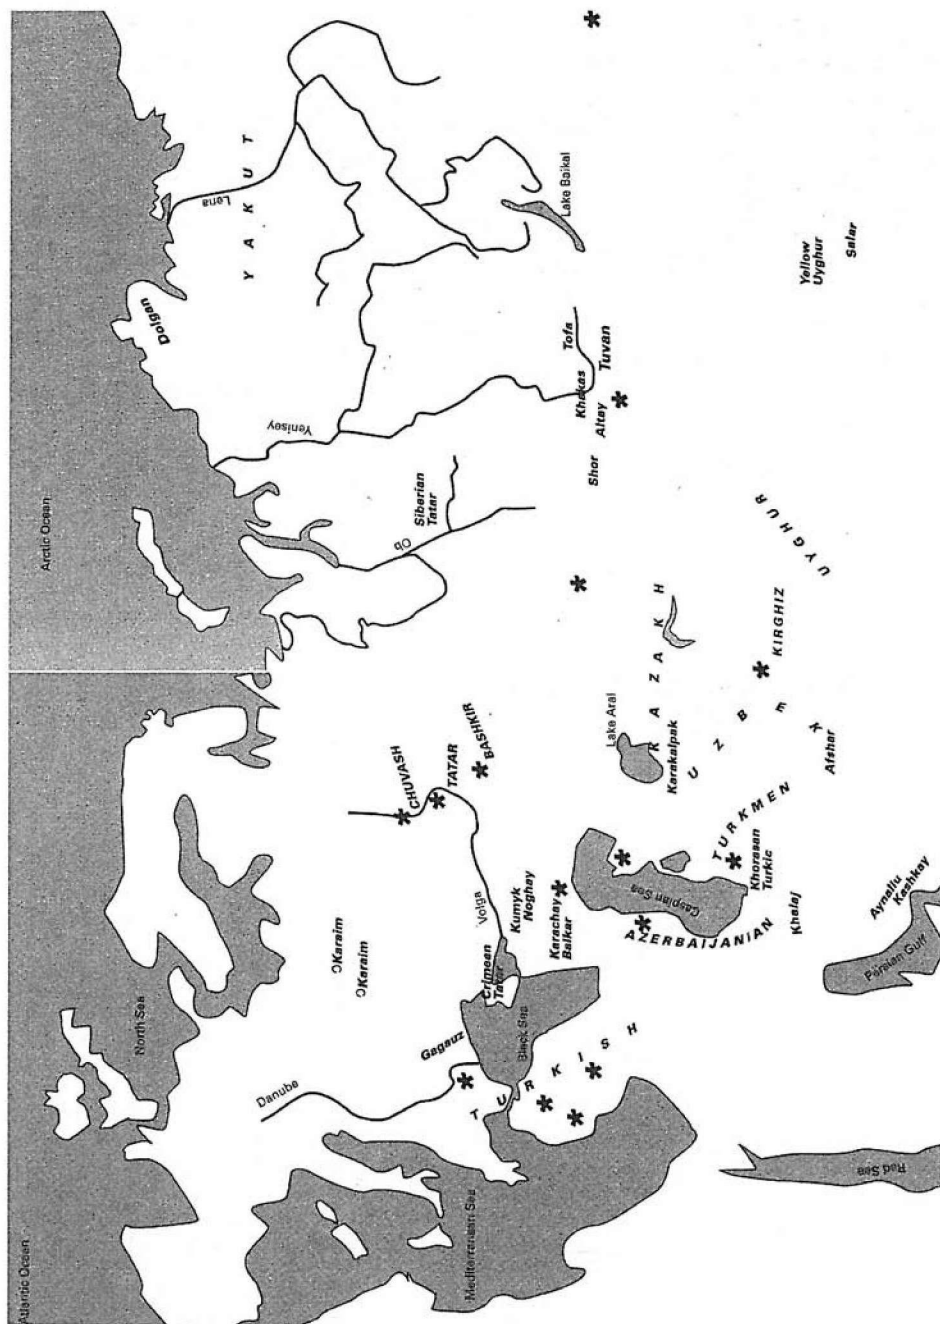 Atlantic Ocean
Arctic Ocean
North Sea
Dolgan
Lena
YAKUT
Yenisey
Danube
Karaim
Karaim
Ob
Siberian
Tatar
CHUVASH
TATAR
BASHKIR
Volga
Gagauz
Crimean
Tatar
Mediterranean Sea
Black Sea
TURKISH
Kumyk
Noghay
Karachay
Balkar
Lake Baikal
Tofa
Khakas
Tuvan
Altay
Shor
Caspian Sea
Lake Aral
KAZAKH
Karakalpak
UZBEK
KIRGHIZ
UYGHUR
AZERBAIJANIAN
TURKMEN
Khorasan
Turkic
Khalaj
Afshar
Yellow
Uyghur
Salar
Aynallu
Kashkay
Persian Gulf
Red Sea